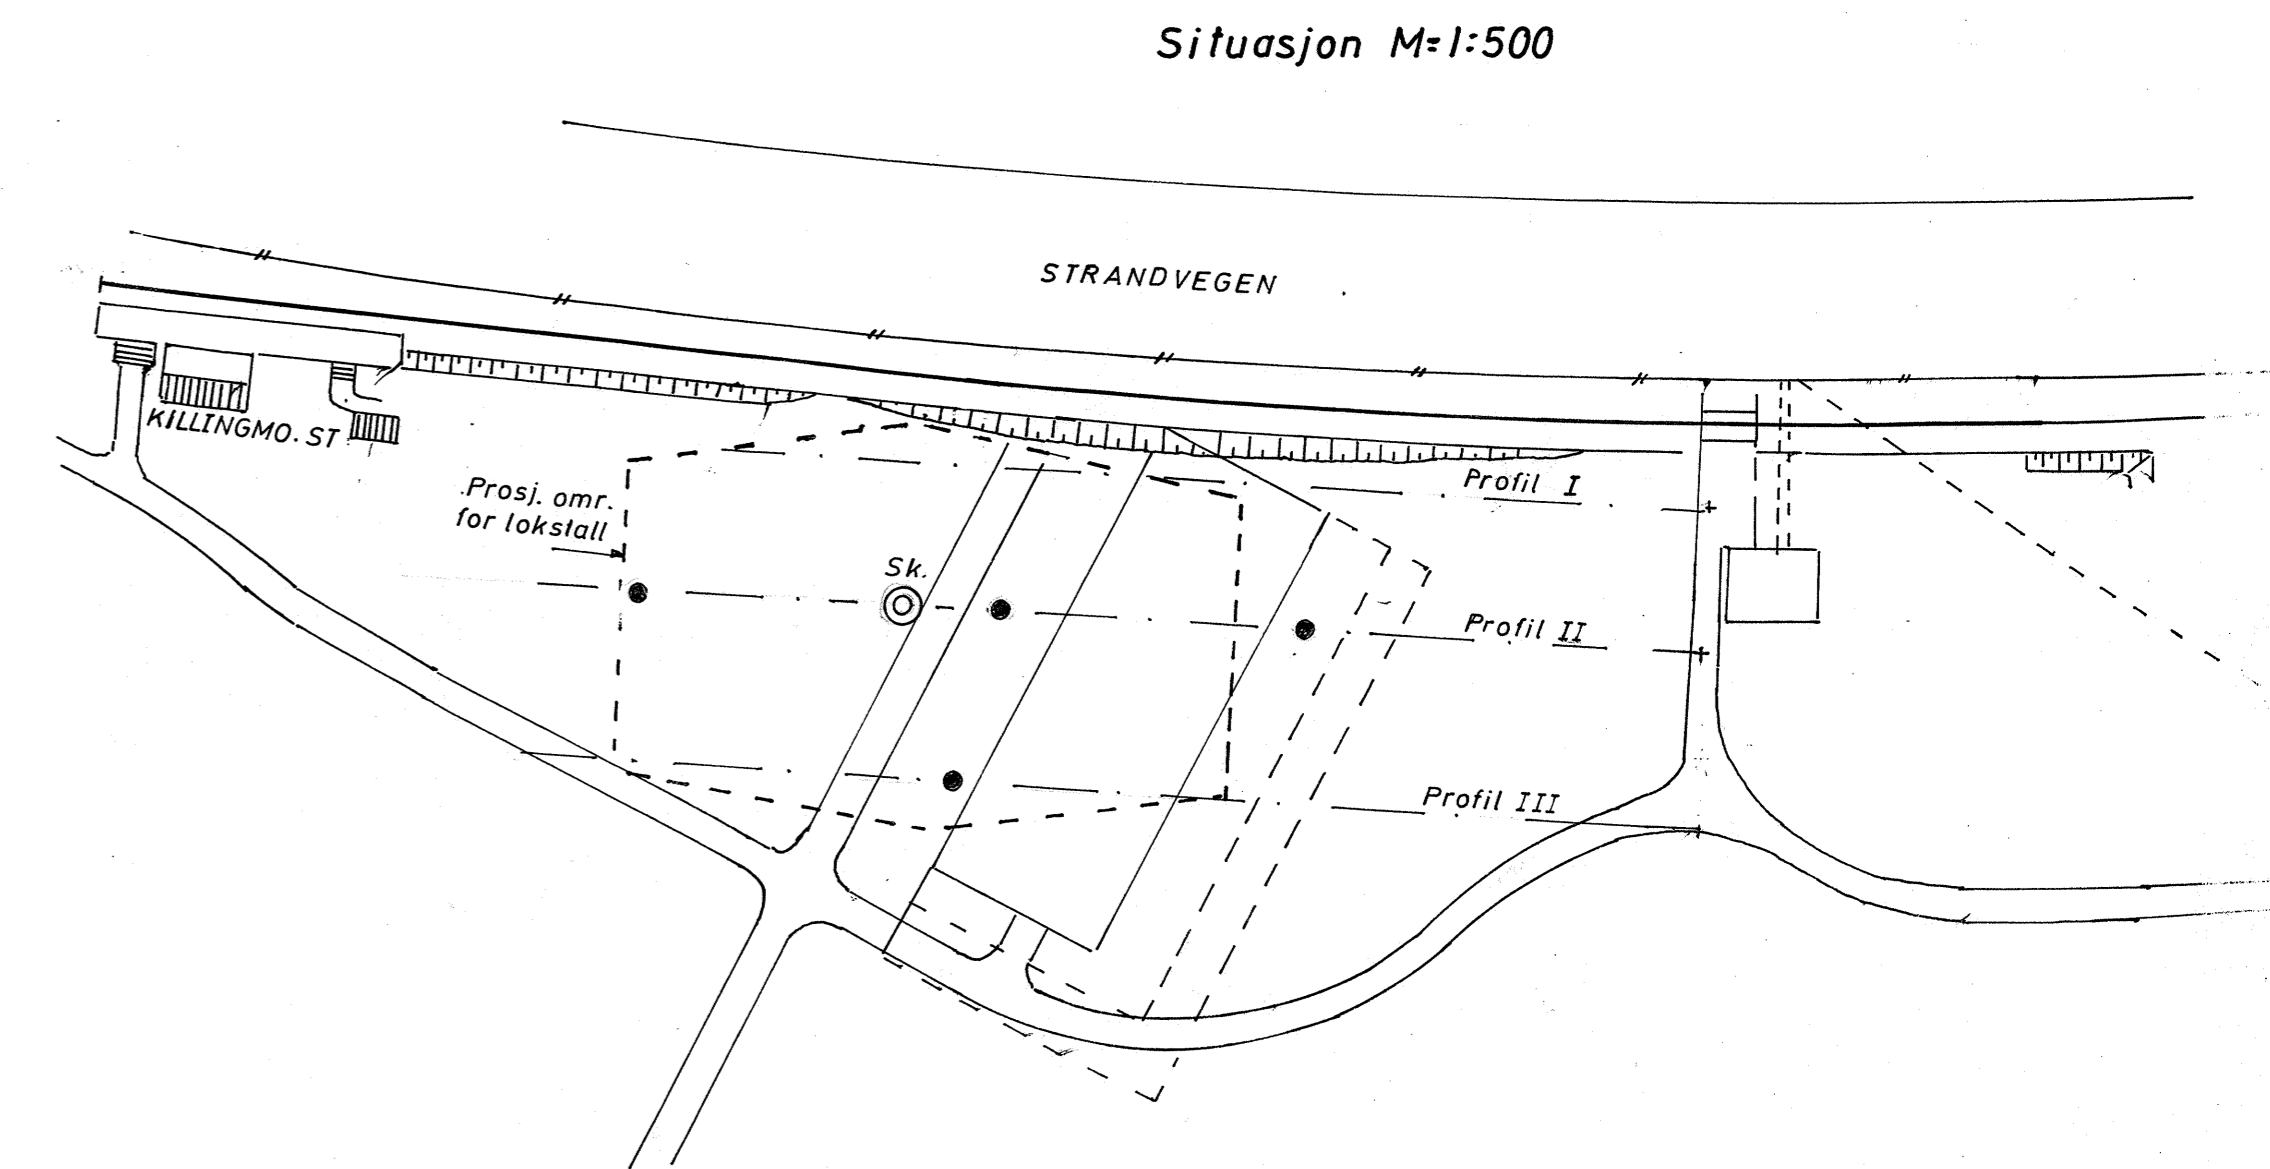 Situasjon M=1:500
STRANDVEGEN
KILLINGMO. ST
Prosj. omr.
for lokstall
Profil I
Sk.
Profil II
Profil III